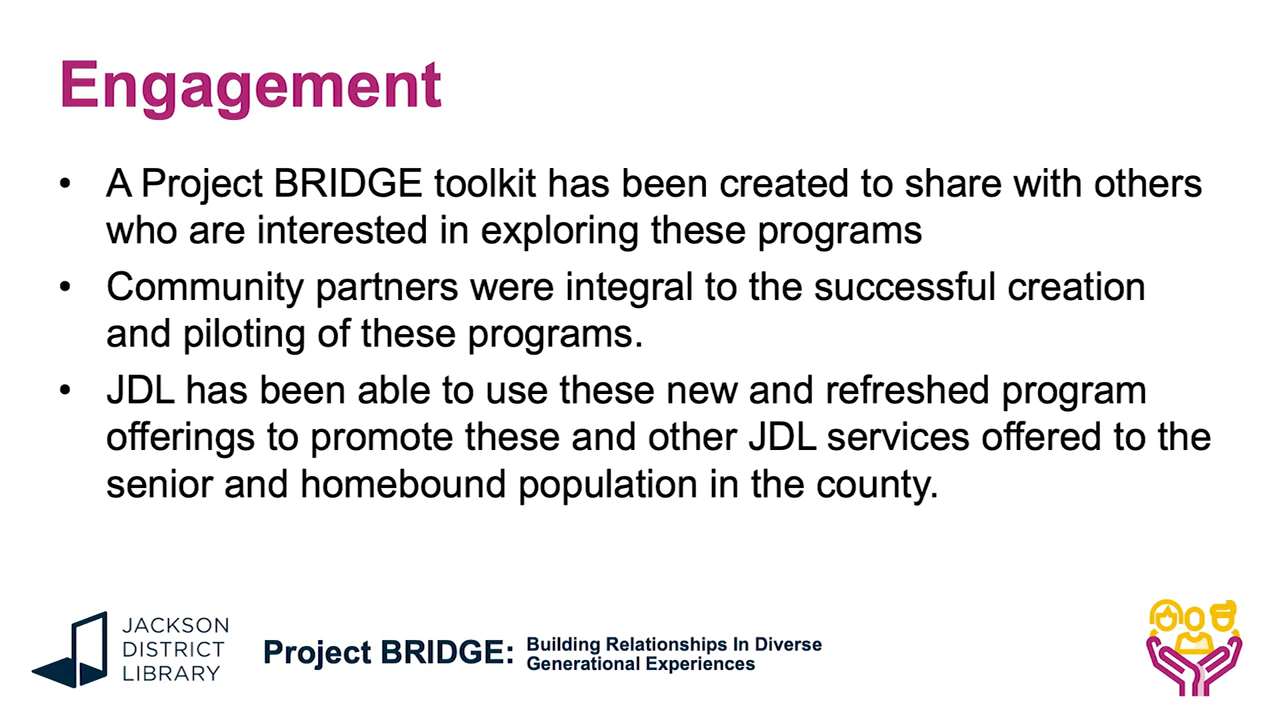 Engagement
• A Project BRIDGE toolkit has been created to share with others
who are interested in exploring these programs
• Community partners were integral to the successful creation
and piloting of these programs.
• JDL has been able to use these new and refreshed program
offerings to promote these and other JDL services offered to the
senior and homebound population in the county.
JACKSON
DISTRICT
LIBRARY
Project BRIDGE:
Building Relationships In Diverse
Generational Experiences